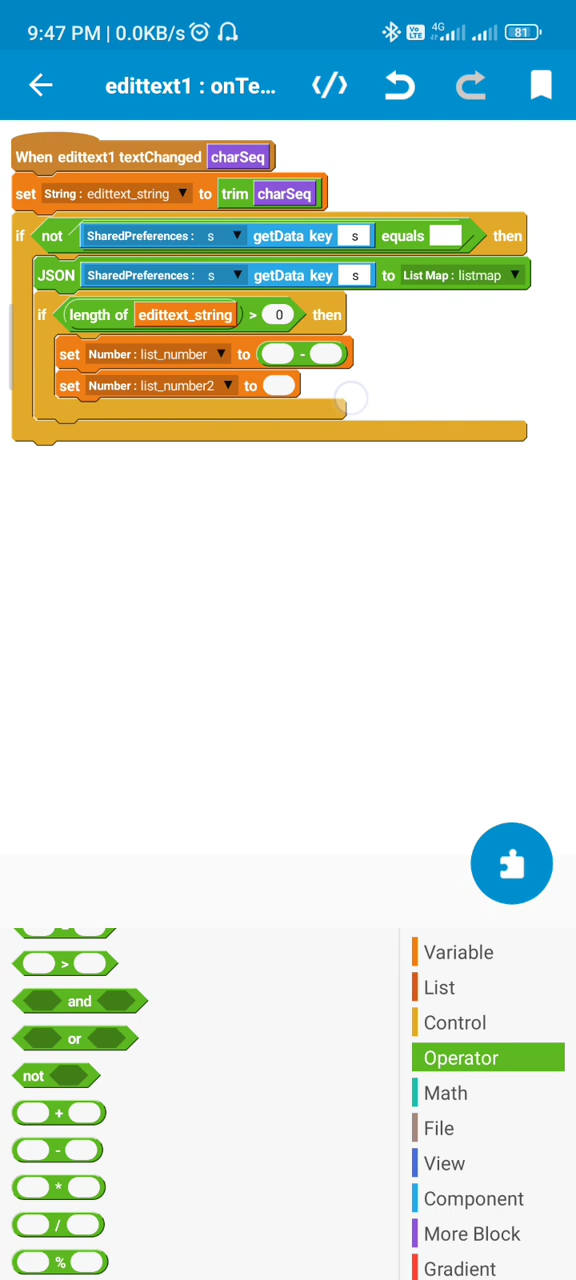 9:47 PM | 0.0KB/s
Vo LTE 4G 81
edittext1 : onTe...
When edittext1 textChanged charSeq
set String : edittext_string to trim charSeq
if not SharedPreferences : s getData key s equals then
JSON SharedPreferences : s getData key s to List Map : listmap
if length of edittext_string > 0 then
set Number : list_number to -
set Number : list_number2 to
>
and
or
not
+
-
*
/
%
Variable
List
Control
Operator
Math
File
View
Component
More Block
Gradient